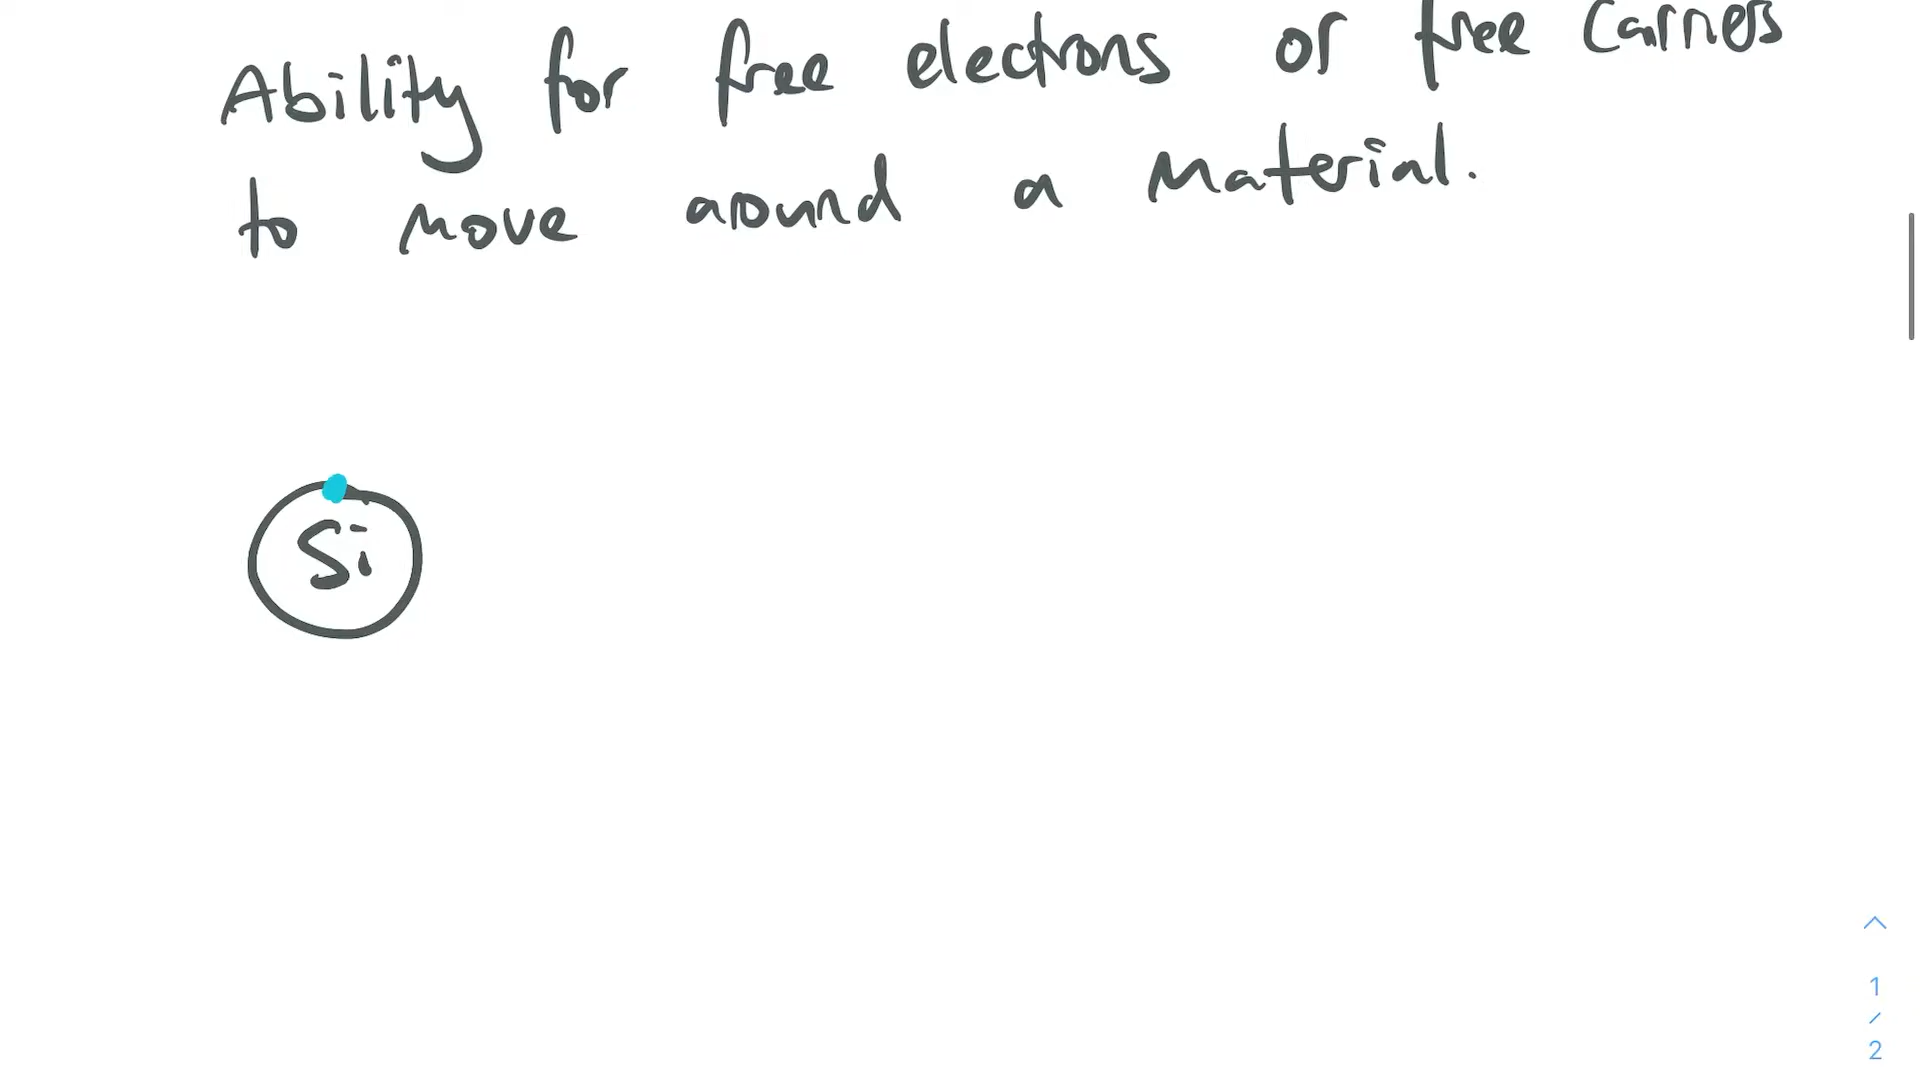 Ability for free electrons or free Carriers
to move around a Material.
Si
1
/
2